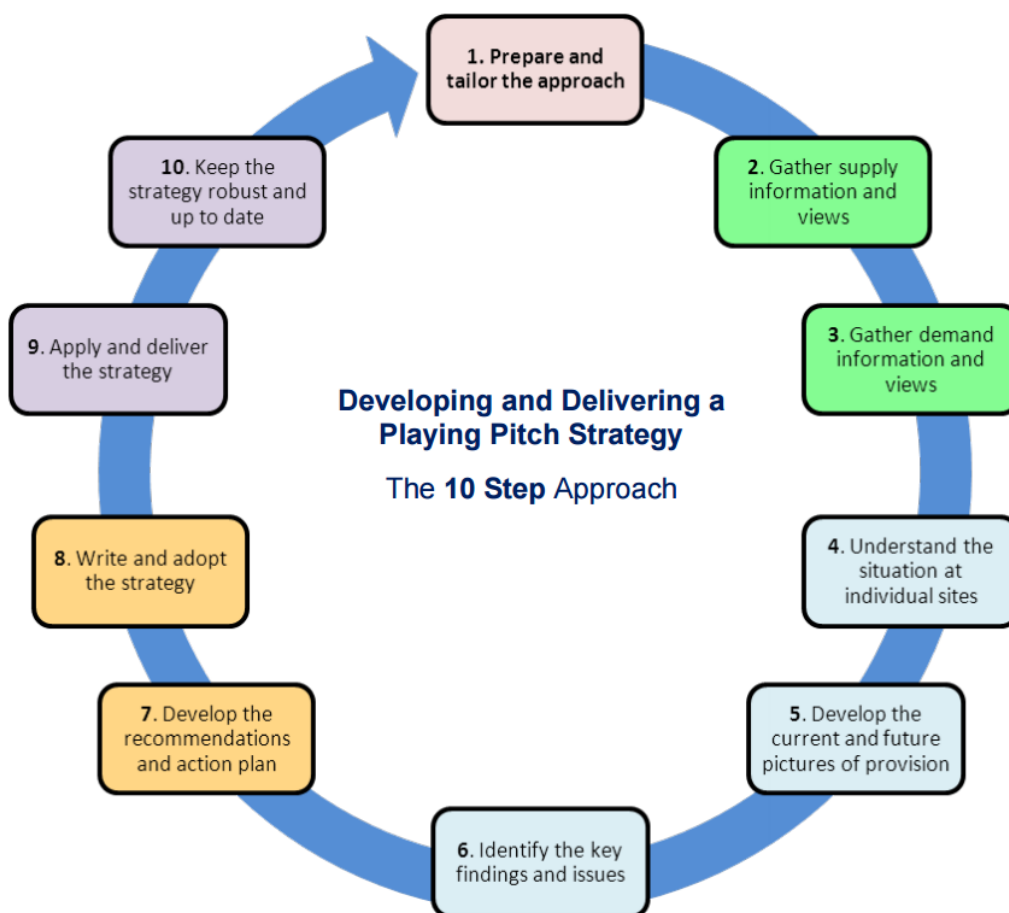 1. Prepare and
tailor the approach
2. Gather supply
information and
views
3. Gather demand
information and
views
4. Understand the
situation at
individual sites
5. Develop the
current and future
pictures of provision
6. Identify the key
findings and issues
7. Develop the
recommendations
and action plan
8. Write and adopt
the strategy
9. Apply and deliver
the strategy
10. Keep the
strategy robust and
up to date
Developing and Delivering a
Playing Pitch Strategy
The 10 Step Approach